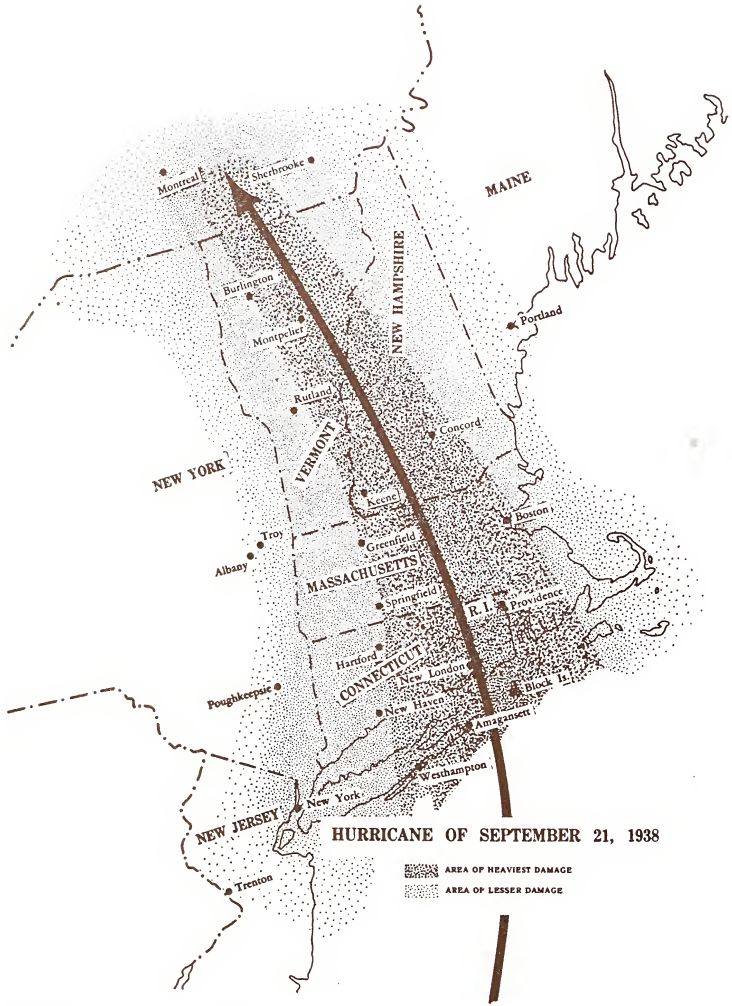 Montreal
Sherbrooke
MAINE
NEW HAMPSHIRE
Burlington
Montpelier
Portland
Rutland
VERMONT
Concord
NEW YORK
Keene
Boston
Troy
Greenfield
Albany
MASSACHUSETTS
Springfield
R. I.
Providence
Hartford
CONNECTICUT
New London
Poughkeepsie
Block Is.
New Haven
Amagansett
Westhampton
New York
NEW JERSEY
HURRICANE OF SEPTEMBER 21, 1938
AREA OF HEAVIEST DAMAGE
AREA OF LESSER DAMAGE
Trenton